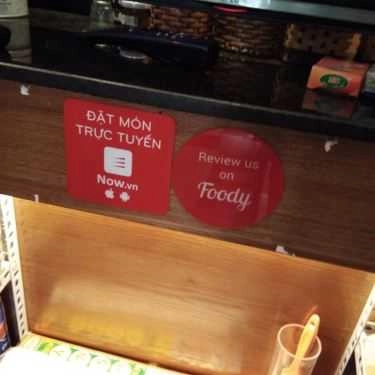 ĐẶT MÓN
TRỰC TUYẾN
Now.vn
Review us
on
Foody